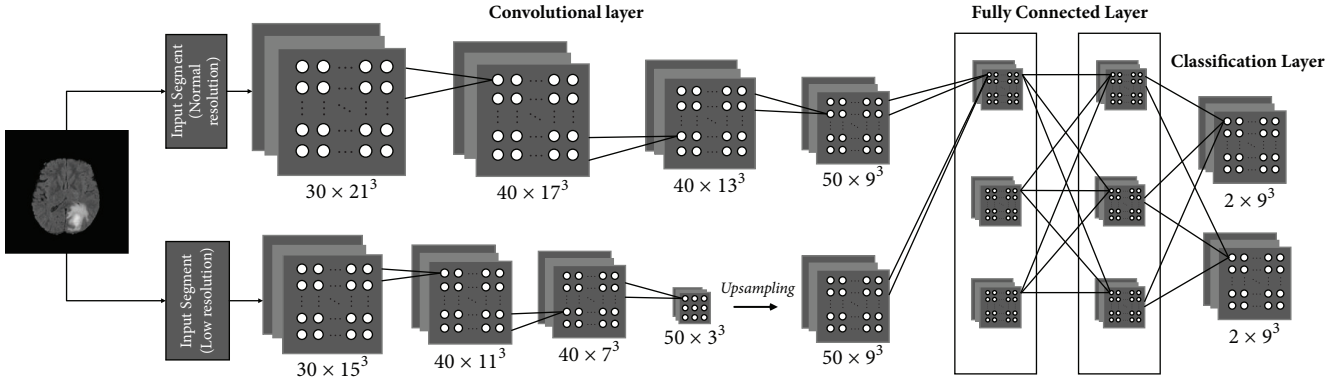 Convolutional layer
Fully Connected Layer
Classification Layer
Input Segment
(Normal
resolution)
30 × 21³
40 × 17³
40 × 13³
50 × 9³
2 × 9³
Input Segment
(Low resolution)
Upsampling
30 × 15³
40 × 11³
40 × 7³
50 × 3³
50 × 9³
2 × 9³